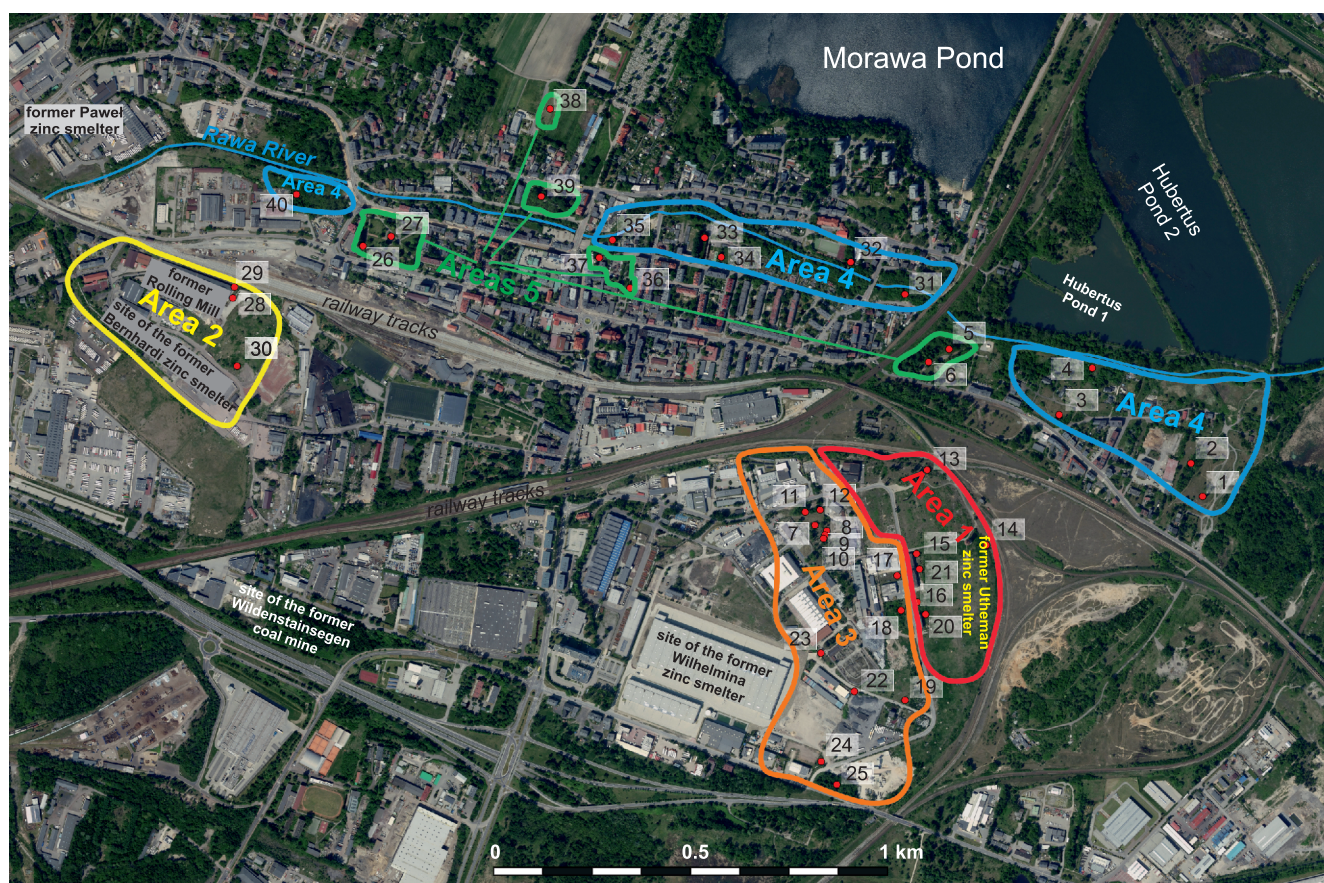 Morawa Pond
38
former Paweł
zinc smelter
Rawa River
Area 4
40
39
Hubertus
Pond 2
27
26
35
33
34
32
Area 4
31
37
36
Areas 5
Hubertus
Pond 1
29
28
former
Rolling Mill
Area 2
site of the former
Bernhardi zinc smelter
30
railway tracks
5
6
4
3
Area 4
2
1
railway tracks
13
Area 1
14
11
12
7
8
9
10
15
17
21
16
18
20
former Utheman
zinc smelter
Area 3
site of the former
Wildenstainsegen
coal mine
site of the former
Wilhelmina
zinc smelter
23
22
19
24
25
0
0.5
1 km